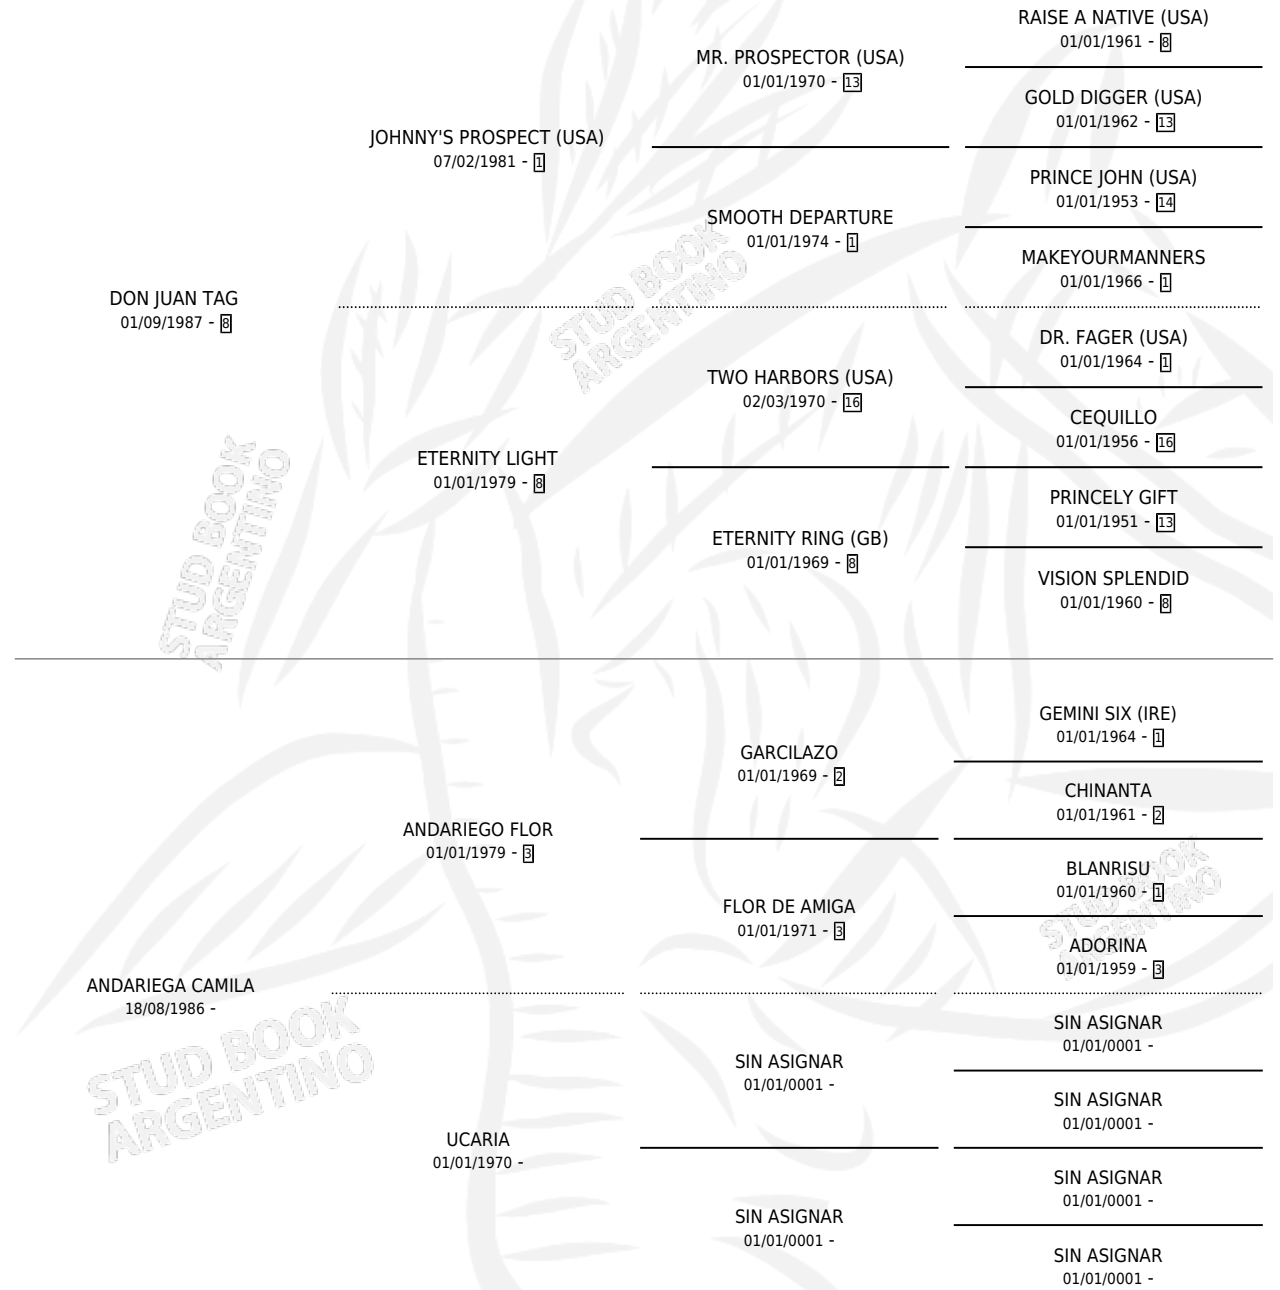 RAISE A NATIVE (USA)
01/01/1961 - 8
MR. PROSPECTOR (USA)
01/01/1970 - 13
GOLD DIGGER (USA)
01/01/1962 - 13
JOHNNY'S PROSPECT (USA)
07/02/1981 - 1
PRINCE JOHN (USA)
01/01/1953 - 14
SMOOTH DEPARTURE
01/01/1974 - 1
MAKEYOURMANNERS
01/01/1966 - 1
DON JUAN TAG
01/09/1987 - 8
DR. FAGER (USA)
01/01/1964 - 1
TWO HARBORS (USA)
02/03/1970 - 16
CEQUILLO
01/01/1956 - 16
ETERNITY LIGHT
01/01/1979 - 8
PRINCELY GIFT
01/01/1951 - 13
ETERNITY RING (GB)
01/01/1969 - 8
VISION SPLENDID
01/01/1960 - 8
STUD BOOK
ARGENTINO
STUD BOOK
ARGENTINO
GEMINI SIX (IRE)
01/01/1964 - 1
GARCILAZO
01/01/1969 - 2
CHINANTA
01/01/1961 - 2
ANDARIEGO FLOR
01/01/1979 - 3
BLANRISU
01/01/1960 - 1
FLOR DE AMIGA
01/01/1971 - 3
ADORINA
01/01/1959 - 3
ANDARIEGA CAMILA
18/08/1986 -
SIN ASIGNAR
01/01/0001 -
SIN ASIGNAR
01/01/0001 -
SIN ASIGNAR
01/01/0001 -
UCARIA
01/01/1970 -
SIN ASIGNAR
01/01/0001 -
SIN ASIGNAR
01/01/0001 -
SIN ASIGNAR
01/01/0001 -
STUD BOOK
ARGENTINO
STUD BOOK
ARGENTINO